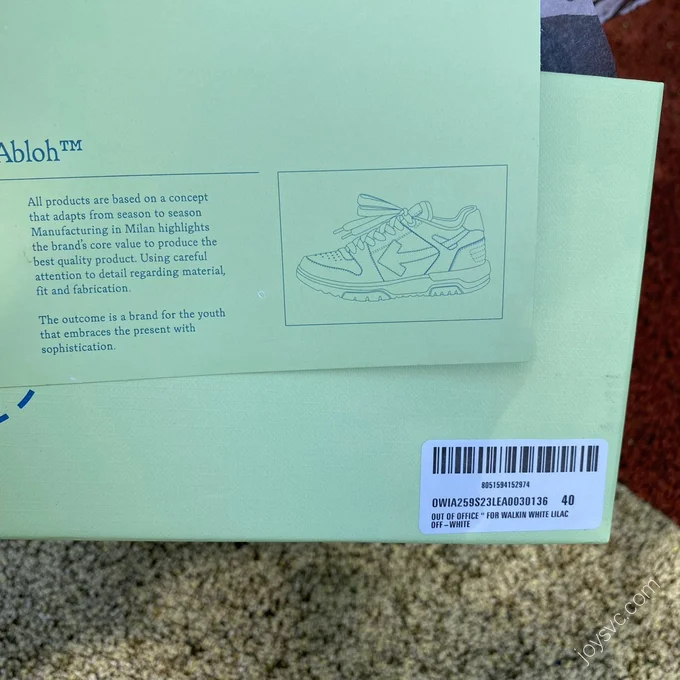 Abloh™
All products are based on a concept
that adapts from season to season
Manufacturing in Milan highlights
the brand's core value to produce the
best quality product. Using careful
attention to detail regarding material,
fit and fabrication.
The outcome is a brand for the youth
that embraces the present with
sophistication.
8051594152974
OWIA259S23LEA0030136 40
OUT OF OFFICE " FOR WALKIN WHITE LILAC
OFF-WHITE
joysvc.com